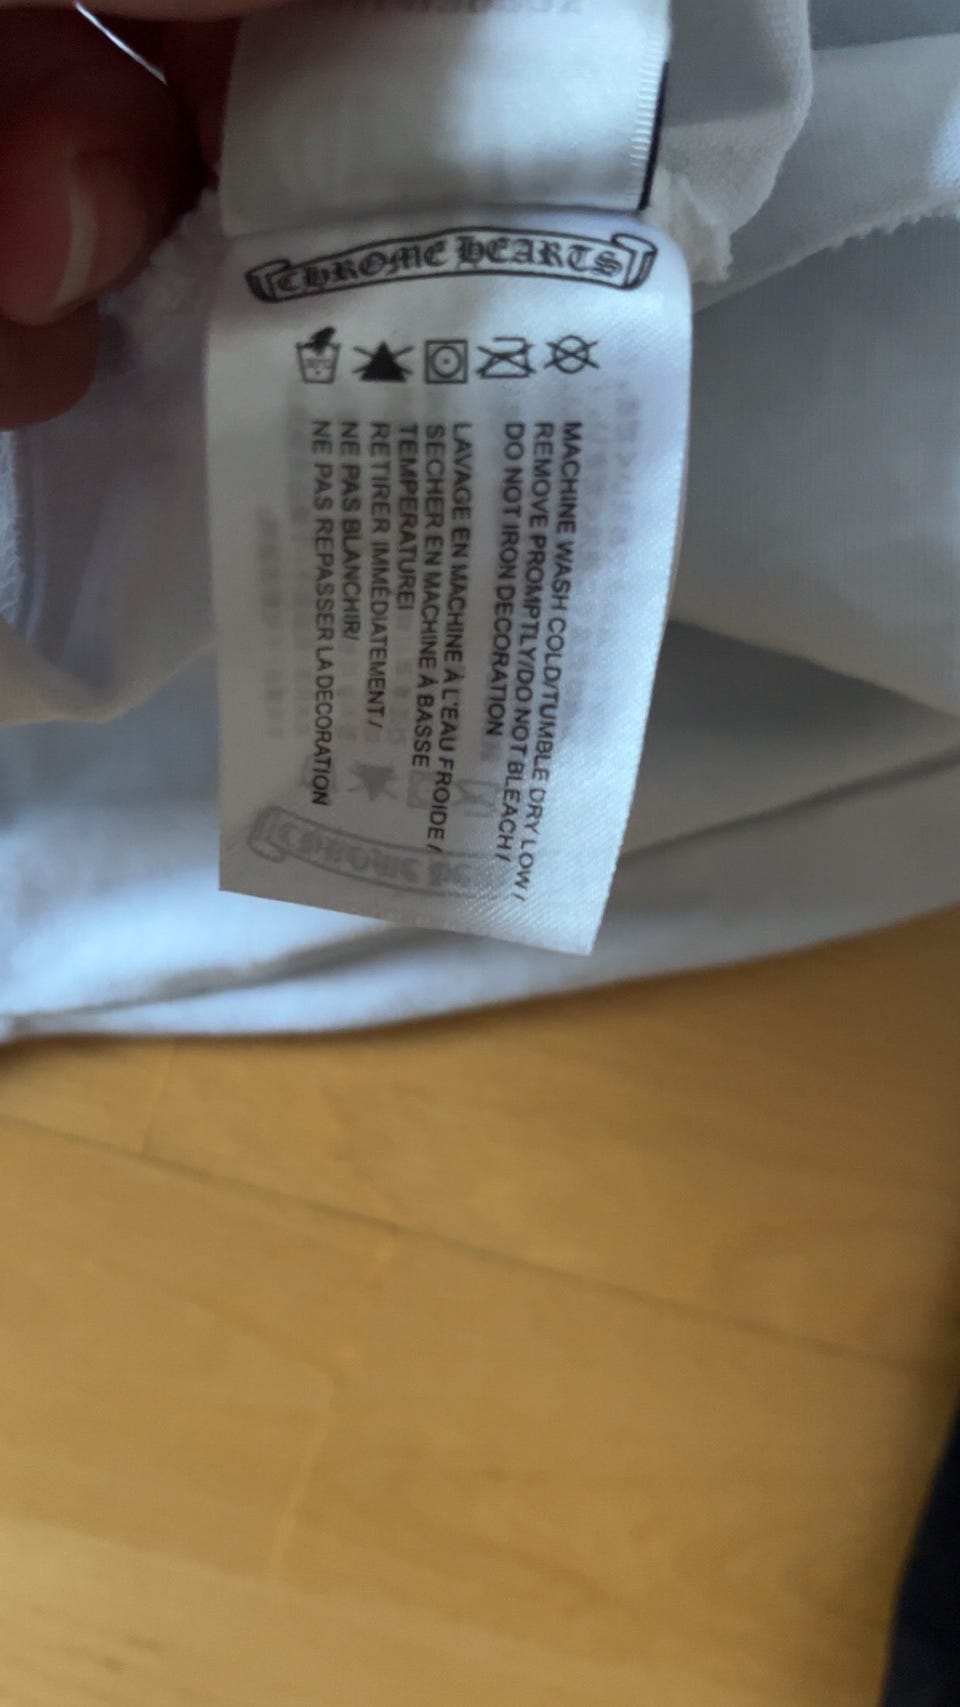 CHROME HEARTS
MACHINE WASH COLD/TUMBLE DRY LOW/
REMOVE PROMPTLY/DO NOT BLEACH/
DO NOT IRON DECORATION
LAVAGE EN MACHINE À L'EAU FROIDE/
SECHER EN MACHINE À BASSE
TEMPERATUREI
RETIRER IMMÉDIATEMENT/
NE PAS BLANCHIR/
NE PAS REPASSER LA DECORATION